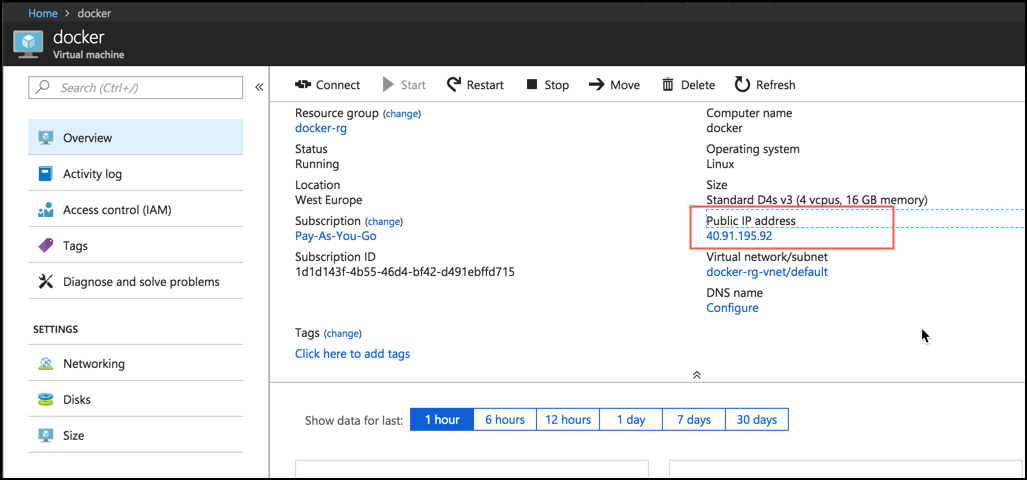 Home > docker
docker
Virtual machine
Search (Ctrl+/)
«
Overview
Activity log
Access control (IAM)
Tags
Diagnose and solve problems
SETTINGS
Networking
Disks
Size
Connect Start Restart Stop Move Delete Refresh
Resource group (change)
docker-rg
Status
Running
Location
West Europe
Subscription (change)
Pay-As-You-Go
Subscription ID
1d1d143f-4b55-46d4-bf42-d491ebffd715
Computer name
docker
Operating system
Linux
Size
Standard D4s v3 (4 vcpus, 16 GB memory)
Public IP address
40.91.195.92
Virtual network/subnet
docker-rg-vnet/default
DNS name
Configure
Tags (change)
Click here to add tags
Show data for last: 1 hour 6 hours 12 hours 1 day 7 days 30 days